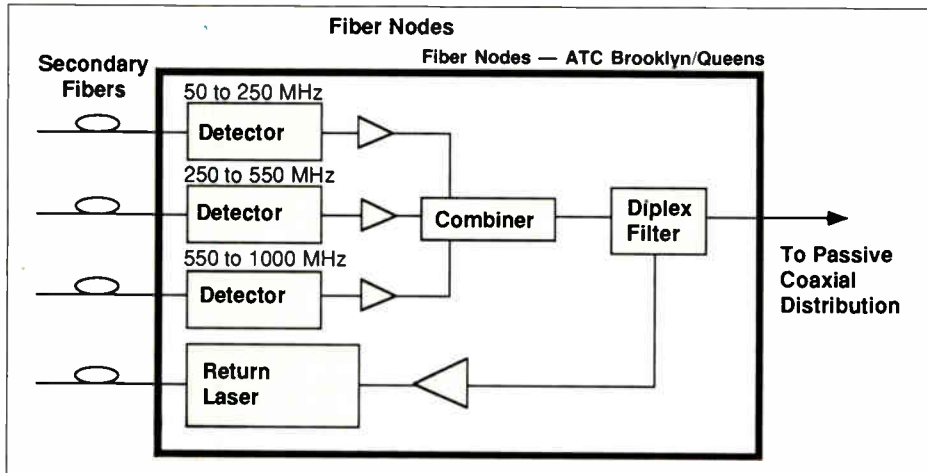 Fiber Nodes
Fiber Nodes — ATC Brooklyn/Queens
Secondary
Fibers
50 to 250 MHz
Detector
250 to 550 MHz
Detector
Combiner
Diplex
Filter
550 to 1000 MHz
Detector
To Passive
Coaxial
Distribution
Return
Laser